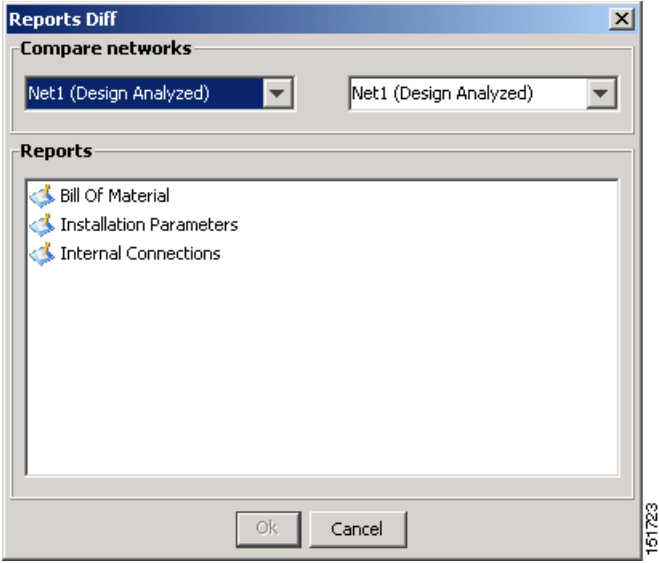 Reports Diff
Compare networks
Net1 (Design Analyzed) Net1 (Design Analyzed)
Reports
Bill Of Material
Installation Parameters
Internal Connections
Ok Cancel
151723